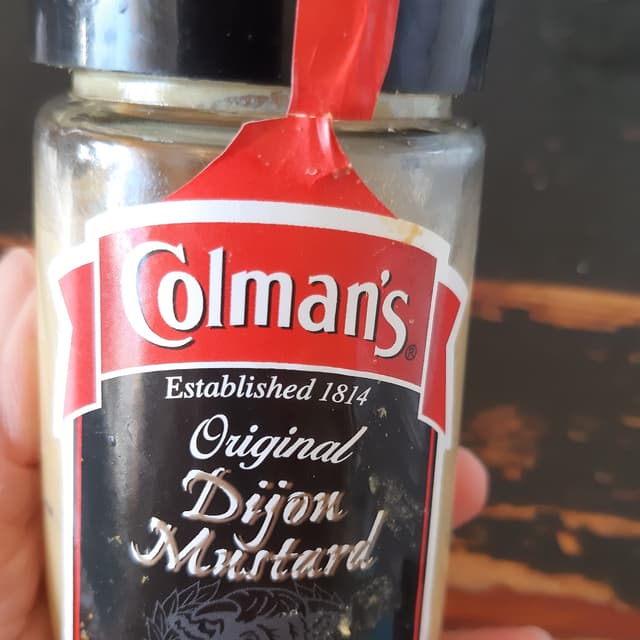 Colman's®
Established 1814
Original
Dijon
Mustard